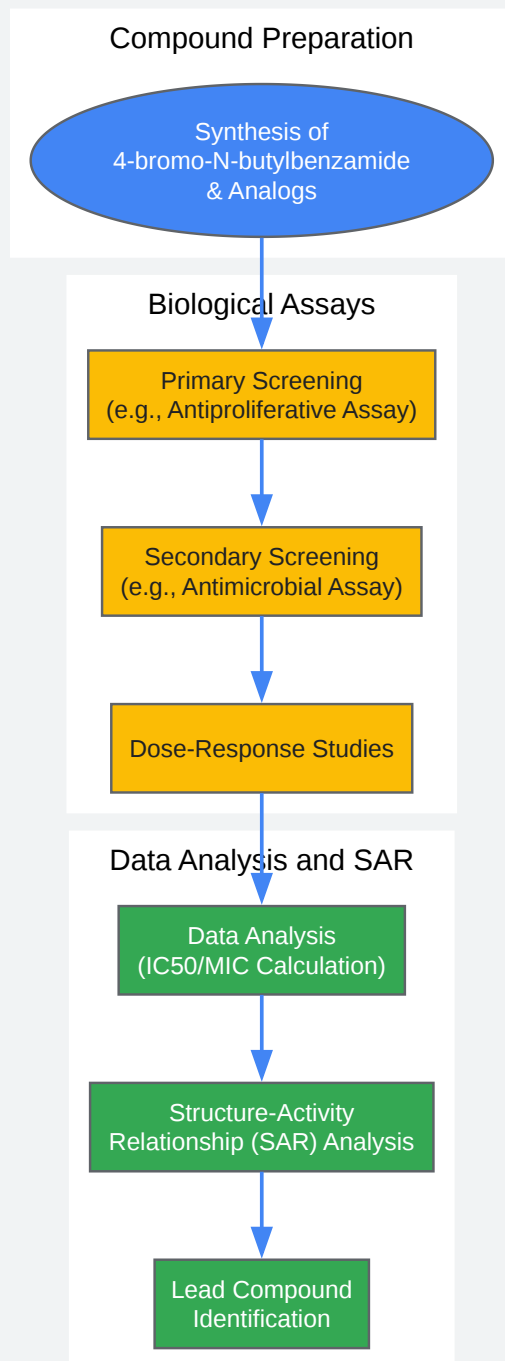 Compound Preparation
Synthesis of
4-bromo-N-butylbenzamide
& Analogs
Biological Assays
Primary Screening
(e.g., Antiproliferative Assay)
Secondary Screening
(e.g., Antimicrobial Assay)
Dose-Response Studies
Data Analysis and SAR
Data Analysis
(IC50/MIC Calculation)
Structure-Activity
Relationship (SAR) Analysis
Lead Compound
Identification